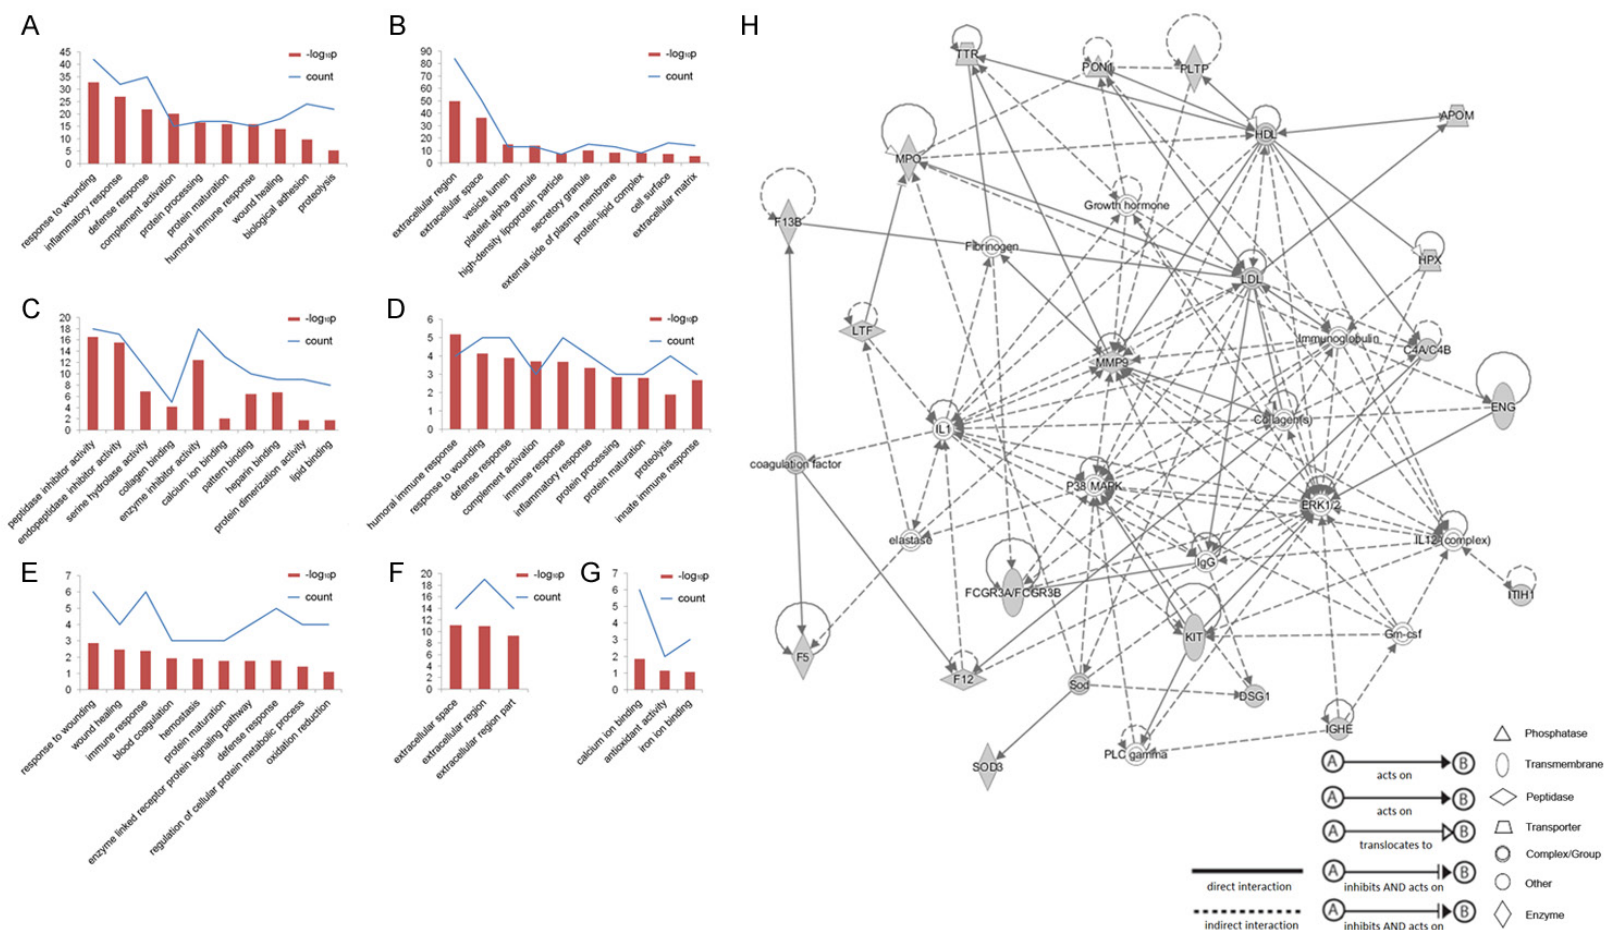 A
45
40
35
30
25
20
15
10
5
0
-log₁₀p
count
response to wounding
inflammatory response
defense response
complement activation
protein processing
protein maturation
humoral immune response
wound healing
biological adhesion
proteolysis
B
90
80
70
60
50
40
30
20
10
0
-log₁₀p
count
extracellular region
extracellular space
vesicle lumen
platelet alpha granule
high-density lipoprotein particle
secretory granule
external side of plasma membrane
protein-lipid complex
cell surface
extracellular matrix
C
20
18
16
14
12
10
8
6
4
2
0
-log₁₀p
count
peptidase inhibitor activity
endopeptidase inhibitor activity
serine hydrolase activity
collagen binding
enzyme inhibitor activity
calcium ion binding
pattern binding
heparin binding
protein dimerization activity
lipid binding
D
6
5
4
3
2
1
0
-log₁₀p
count
humoral immune response
response to wounding
defense response
complement activation
immune response
inflammatory response
protein processing
protein maturation
proteolysis
innate immune response
E
7
6
5
4
3
2
1
0
-log₁₀p
count
response to wounding
wound healing
immune response
blood coagulation
hemostasis
protein maturation
enzyme linked receptor protein signaling pathway
defense response
regulation of cellular protein metabolic process
oxidation reduction
F
20
18
16
14
12
10
8
6
4
2
0
-log₁₀p
count
extracellular space
extracellular region
extracellular region part
G
7
6
5
4
3
2
1
0
-log₁₀p
count
calcium ion binding
antioxidant activity
iron ion binding
H
TTR
PON1
PLTP
APOM
HDL
MPO
Growth hormone
F13B
Fibrinogen
HPX
LDL
LTF
Immunoglobulin
C4A/C4B
MMP9
ENG
Collagen(s)
IL1
coagulation factor
P38 MAPK
ERK1/2
elastase
IL12 (complex)
IgG
FCGR3A/FCGR3B
ITIH1
KIT
Gm-csf
F5
F12
Sod
DSG1
IGHE
PLC gamma
SOD3
direct interaction
indirect interaction
A
B
acts on
A
B
acts on
A
B
translocates to
A
B
inhibits AND acts on
A
B
inhibits AND acts on
Phosphatase
Transmembrane
Peptidase
Transporter
Complex/Group
Other
Enzyme